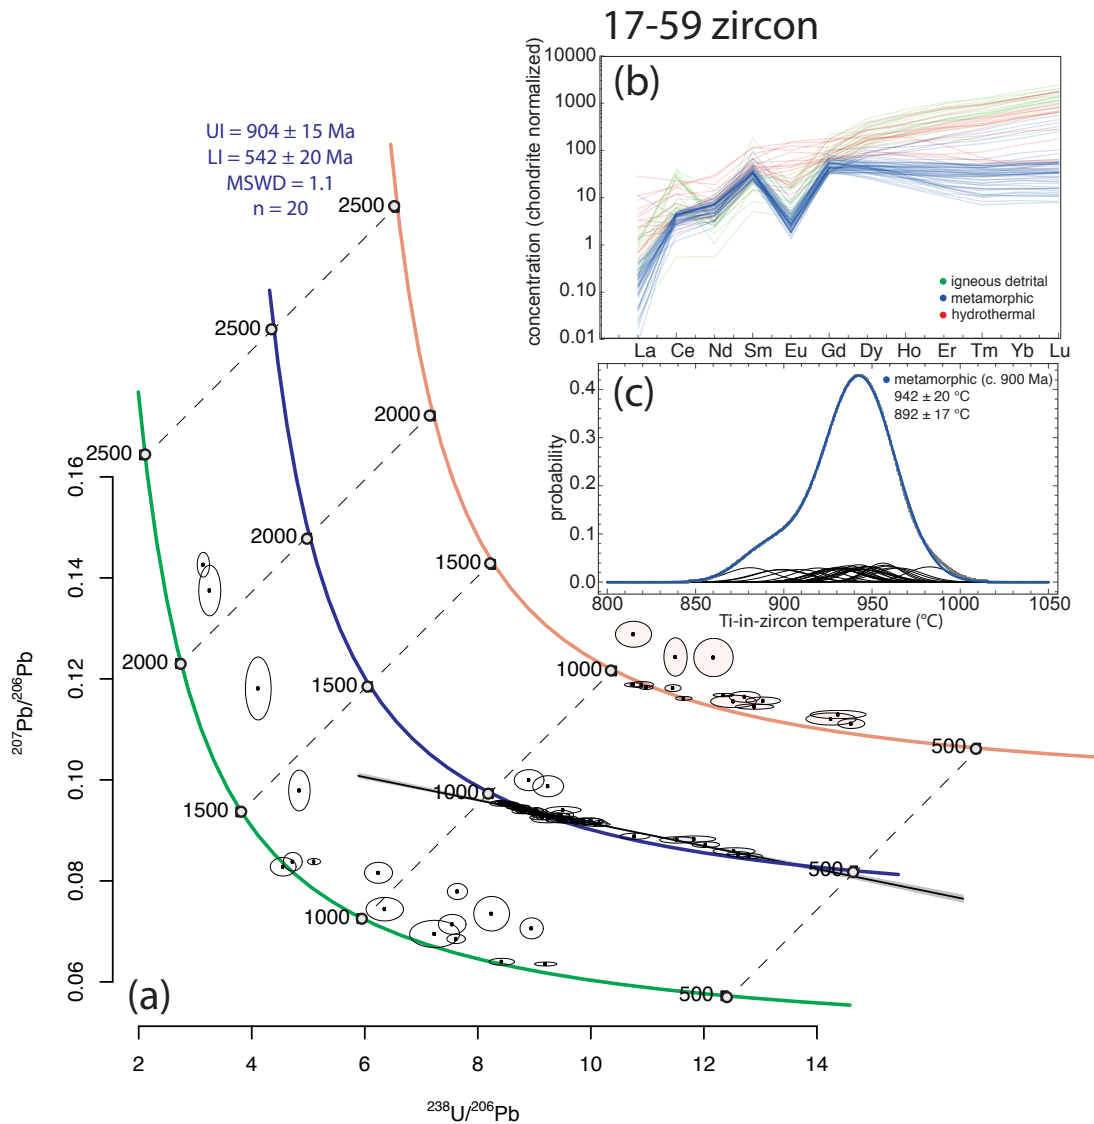 17-59 zircon
UI = 904 ± 15 Ma
LI = 542 ± 20 Ma
MSWD = 1.1
n = 20
(b)
concentration (chondrite normalized)
10000
1000
100
10
1
0.10
0.01
igneous detrital
metamorphic
hydrothermal
La Ce Nd Sm Eu Gd Dy Ho Er Tm Yb Lu
(c)
probability
0.4
0.3
0.2
0.1
0.0
metamorphic (c. 900 Ma)
942 ± 20 °C
892 ± 17 °C
800 850 900 950 1000 1050
Ti-in-zircon temperature (°C)
2500
2000
1500
1000
500
2500
2000
1500
1000
500
2500
2000
1500
1000
500
(a)
207Pb/206Pb
0.16
0.14
0.12
0.10
0.08
0.06
2 4 6 8 10 12 14
238U/206Pb